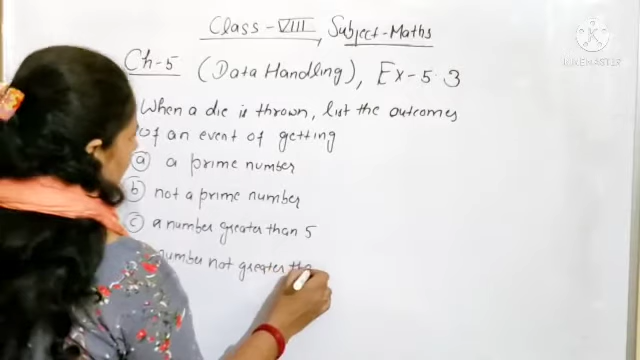 Class-VIII, Subject-Maths
Ch-5 (Data Handling), Ex-5.3
When a die is thrown, list the outcomes
of an event of getting
(a) a prime number
(b) not a prime number
(c) a number greater than 5
number not greater
KINEMASTER